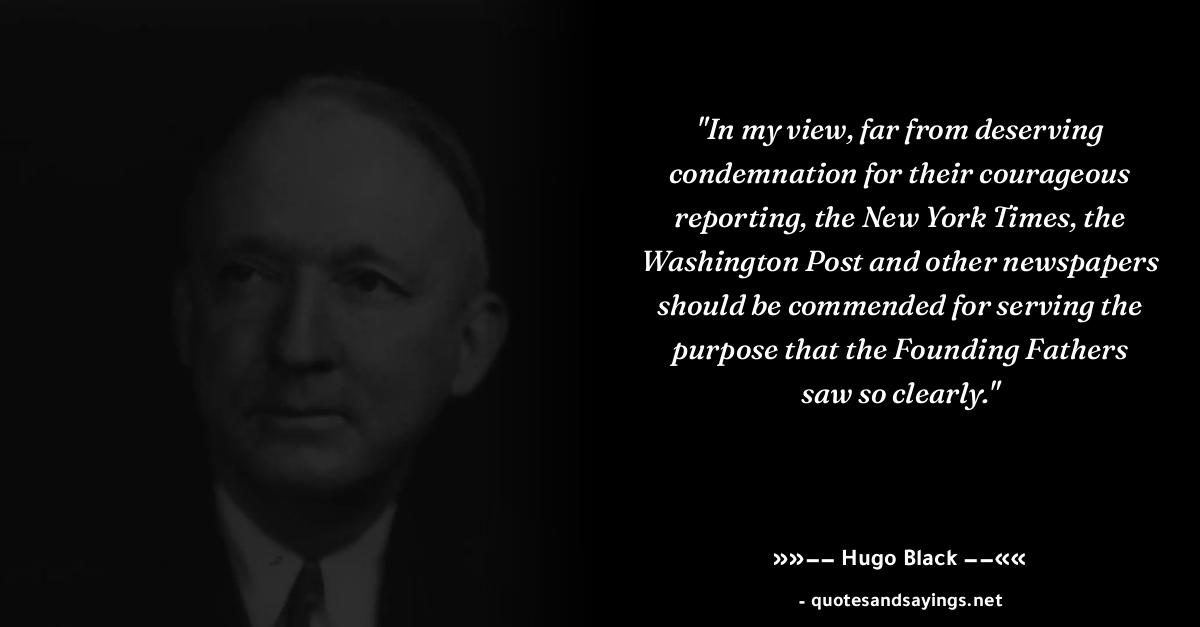 "In my view, far from deserving
condemnation for their courageous
reporting, the New York Times, the
Washington Post and other newspapers
should be commended for serving the
purpose that the Founding Fathers
saw so clearly."
»»−− Hugo Black −−««
- quotesandsayings.net